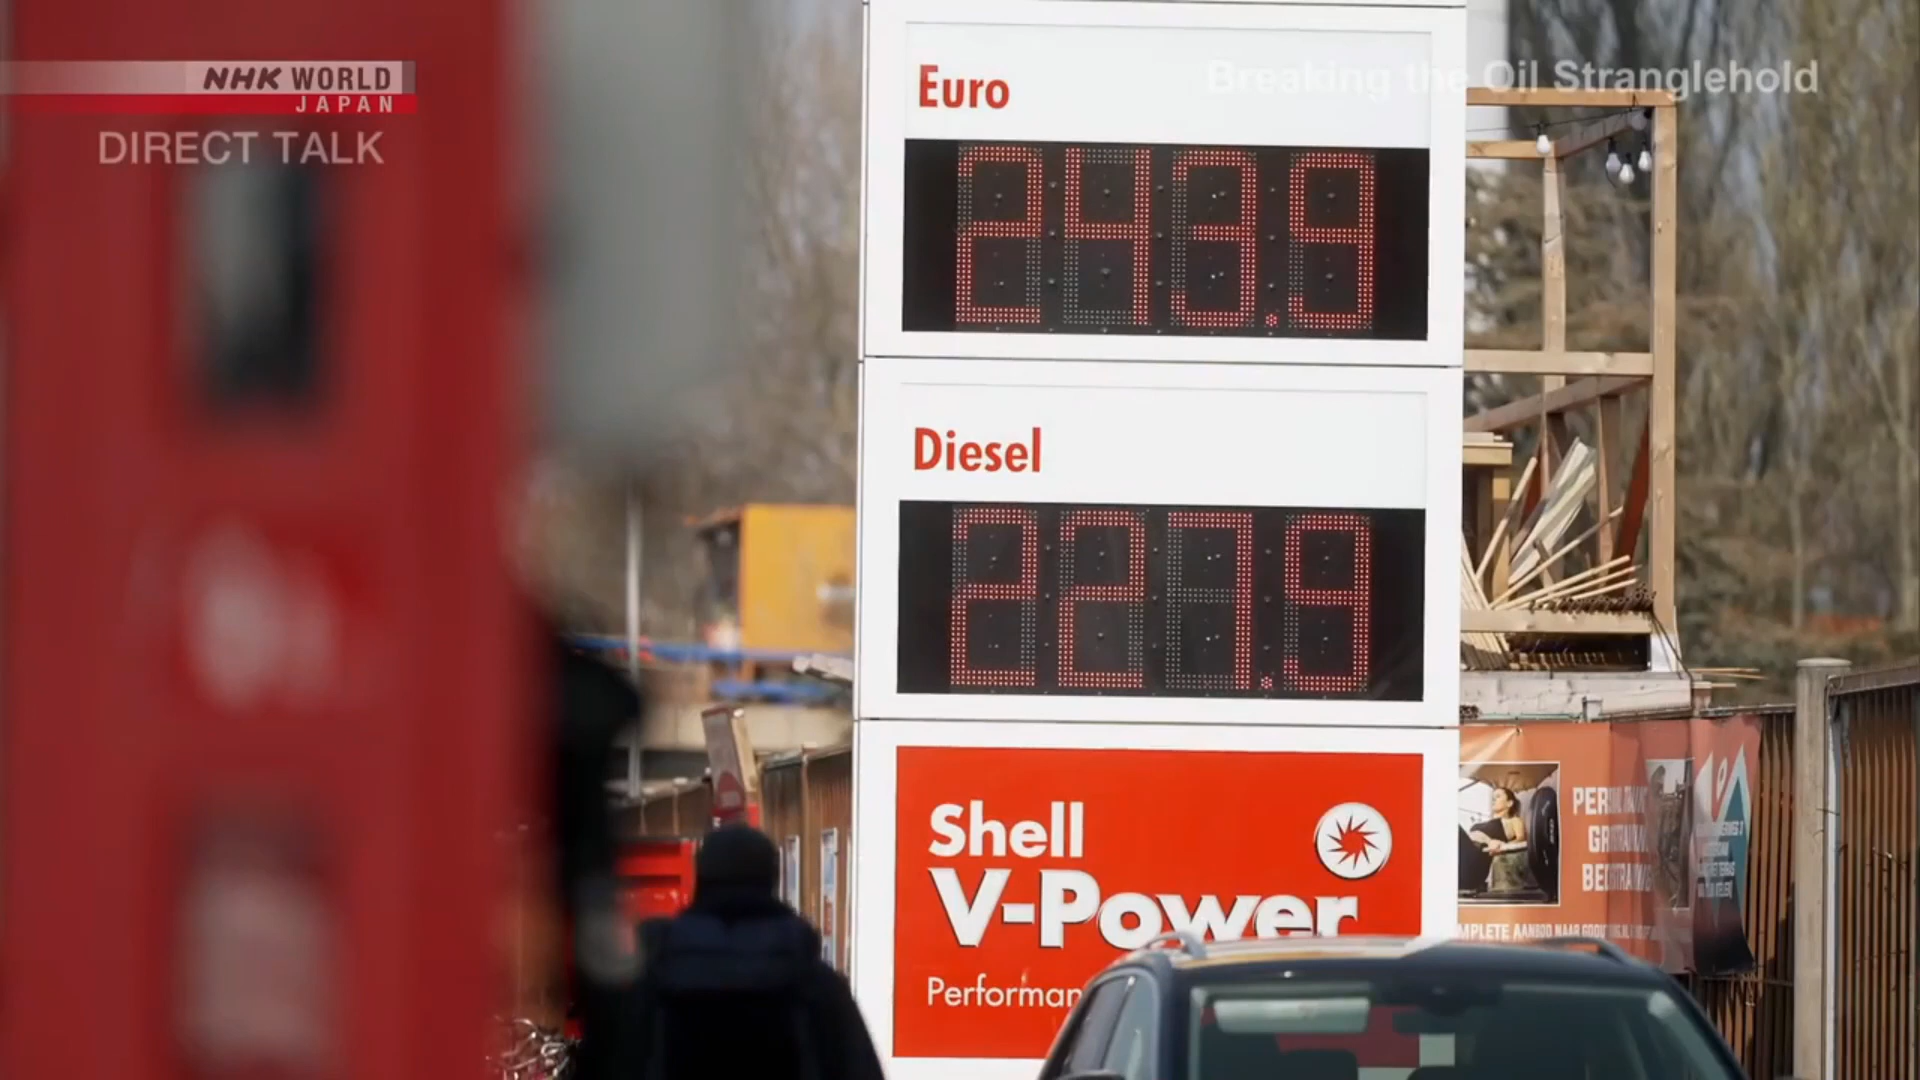 NHK WORLD
JAPAN
DIRECT TALK
Breaking the Oil Stranglehold
Euro
243.9
Diesel
227.9
Shell
V-Power
Performan